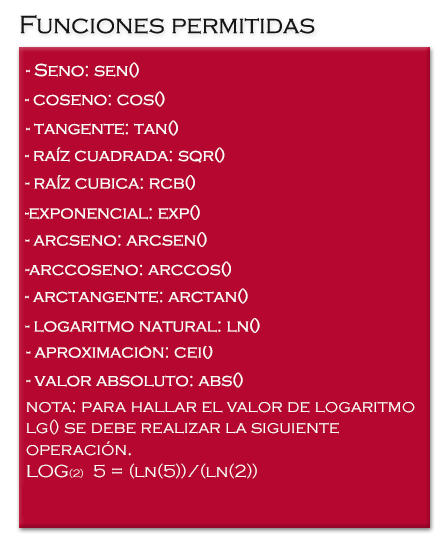 Funciones permitidas
- Seno: sen()
- coseno: cos()
- tangente: tan()
- raíz cuadrada: sqr()
- raíz cubica: rcb()
-exponencial: exp()
- arcseno: arcsen()
-arccoseno: arccos()
- arctangente: arctan()
- logaritmo natural: ln()
- aproximación: cei()
- valor absoluto: abs()
nota: para hallar el valor de logaritmo
lg() se debe realizar la siguiente
operación.
LOG(2) 5 = (ln(5))/(ln(2))